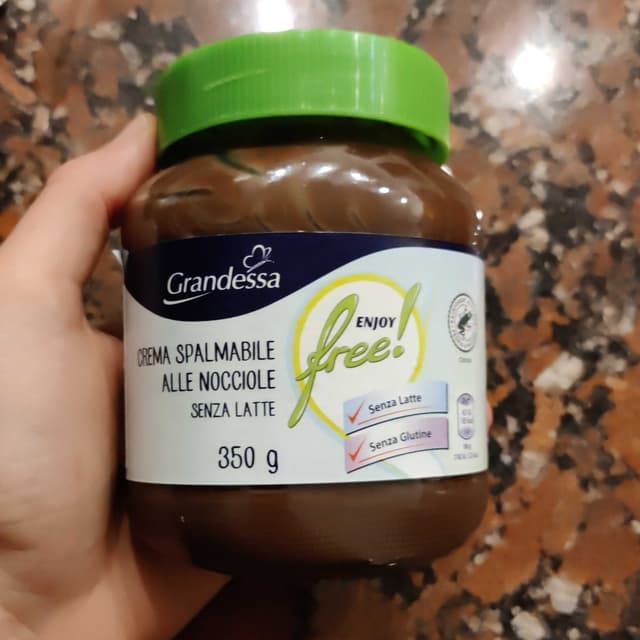 Grandessa
ENJOY
free!
CREMA SPALMABILE
ALLE NOCCIOLE
SENZA LATTE
Senza Latte
Senza Glutine
350 g